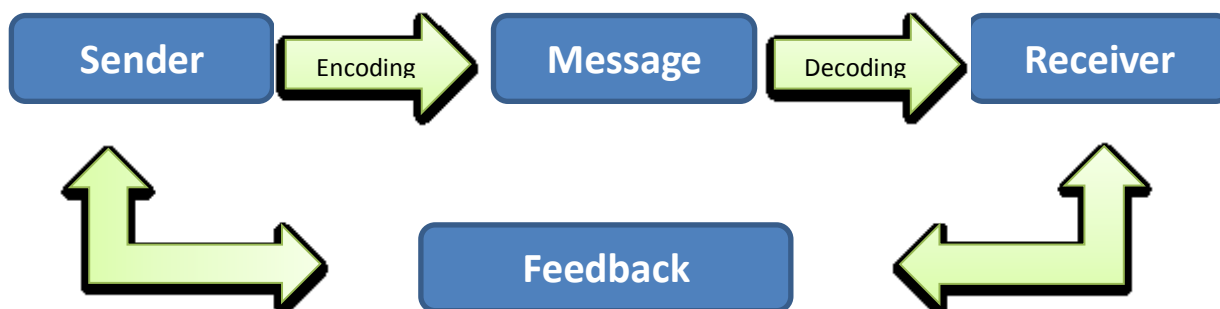 Sender
Encoding
Message
Decoding
Receiver
Feedback